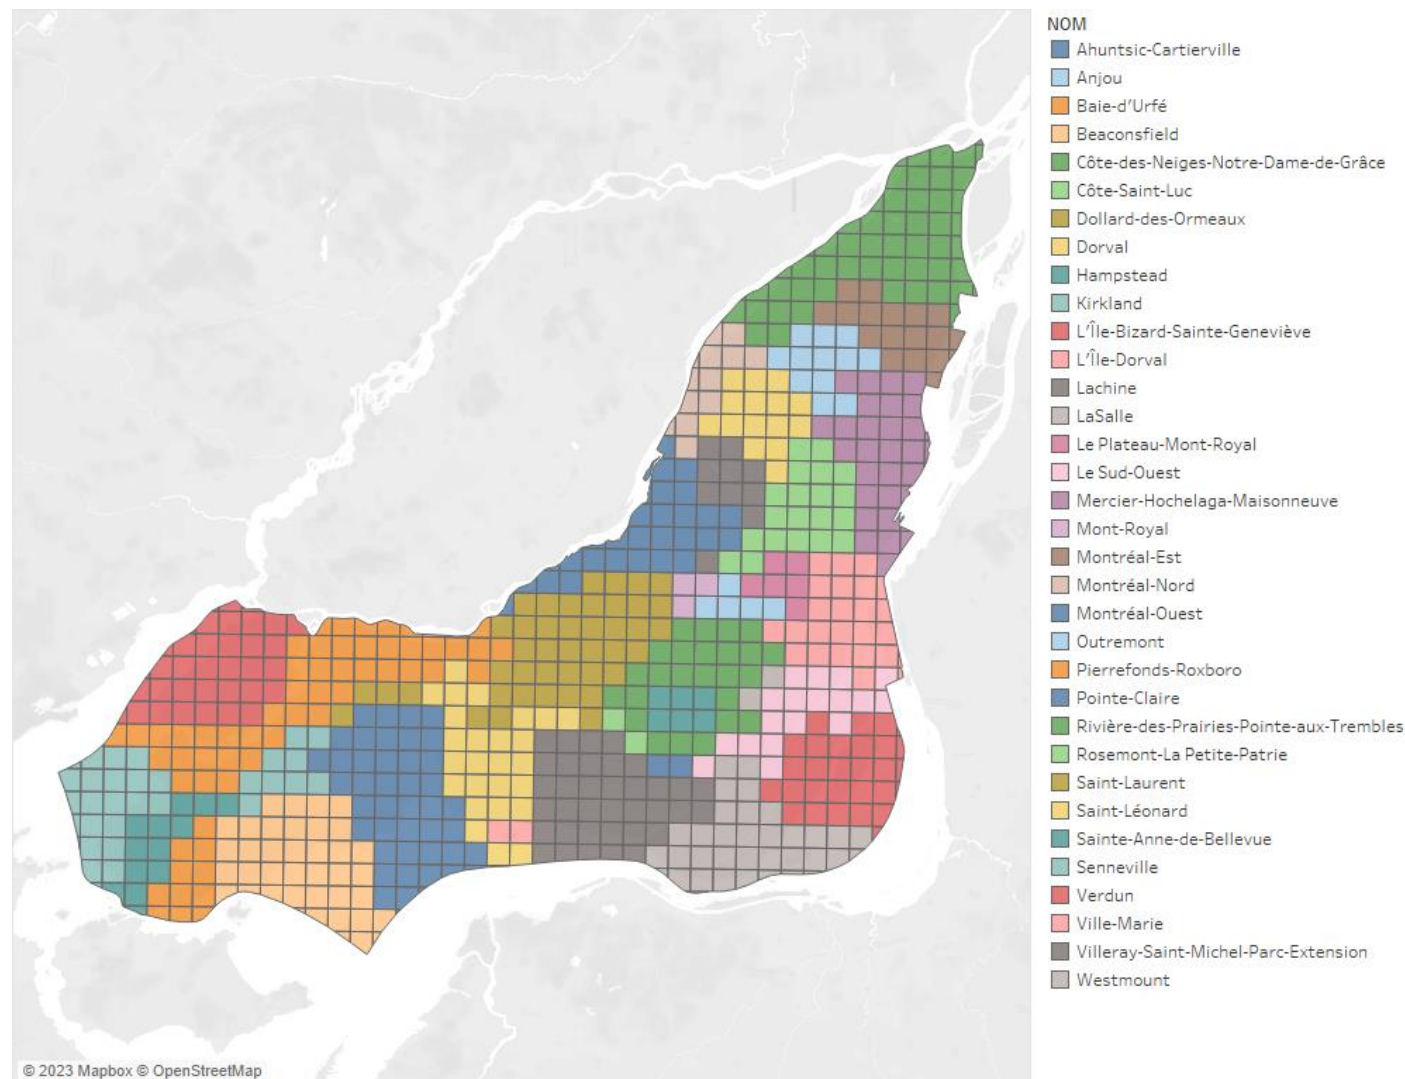 NOM
Ahuntsic-Cartierville
Anjou
Baie-d'Urfé
Beaconsfield
Côte-des-Neiges-Notre-Dame-de-Grâce
Côte-Saint-Luc
Dollard-des-Ormeaux
Dorval
Hampstead
Kirkland
L'Île-Bizard-Sainte-Geneviève
L'Île-Dorval
Lachine
LaSalle
Le Plateau-Mont-Royal
Le Sud-Ouest
Mercier-Hochelaga-Maisonneuve
Mont-Royal
Montréal-Est
Montréal-Nord
Montréal-Ouest
Outremont
Pierrefonds-Roxboro
Pointe-Claire
Rivière-des-Prairies-Pointe-aux-Trembles
Rosemont-La Petite-Patrie
Saint-Laurent
Saint-Léonard
Sainte-Anne-de-Bellevue
Senneville
Verdun
Ville-Marie
Villeray-Saint-Michel-Parc-Extension
Westmount
© 2023 Mapbox © OpenStreetMap